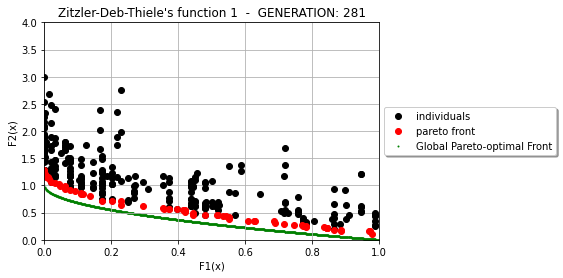 Zitzler-Deb-Thiele's function 1 - GENERATION: 281
4.0
3.5
3.0
2.5
2.0
1.5
1.0
0.5
0.0
F2(x)
0.0 0.2 0.4 0.6 0.8 1.0
F1(x)
individuals
pareto front
Global Pareto-optimal Front